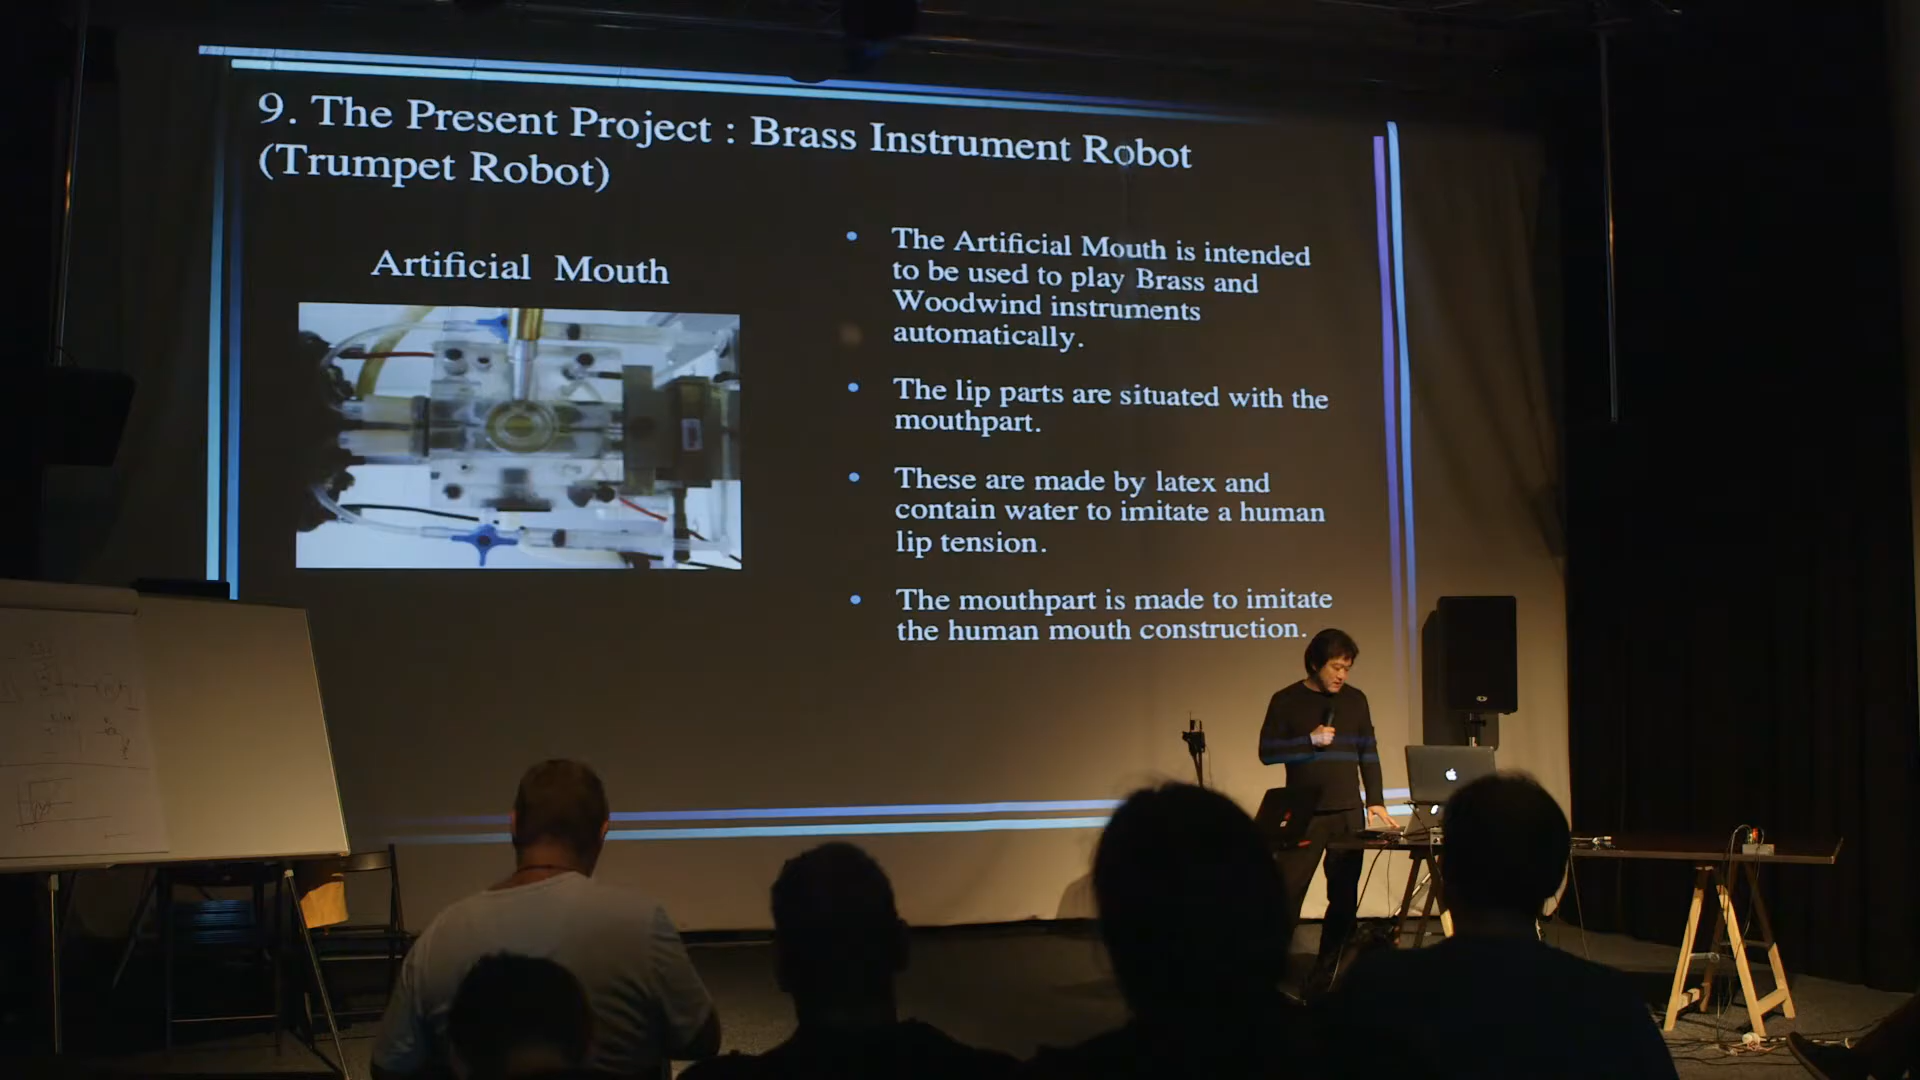 9. The Present Project : Brass Instrument Robot
(Trumpet Robot)
Artificial Mouth
• The Artificial Mouth is intended
to be used to play Brass and
Woodwind instruments
automatically.
• The lip parts are situated with the
mouthpart.
• These are made by latex and
contain water to imitate a human
lip tension.
• The mouthpart is made to imitate
the human mouth construction.